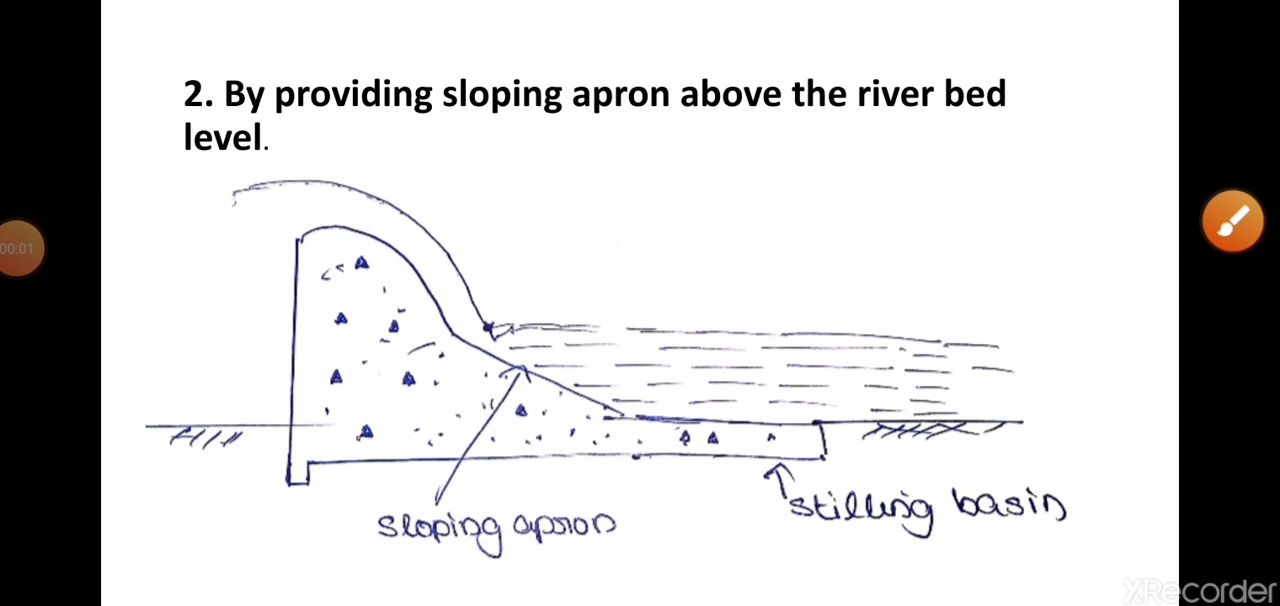 2. By providing sloping apron above the river bed
level.
00:01
sloping apron
stilling basin
XRecorder